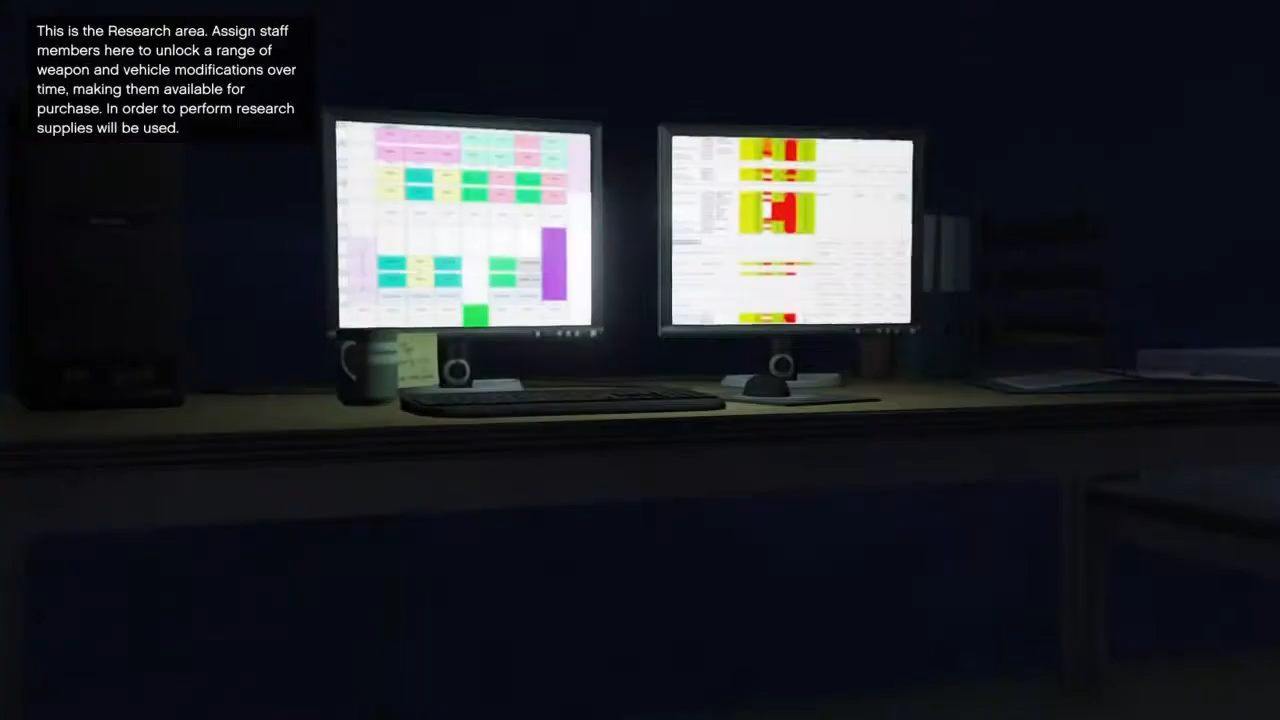 This is the Research area. Assign staff
members here to unlock a range of
weapon and vehicle modifications over
time, making them available for
purchase. In order to perform research
supplies will be used.